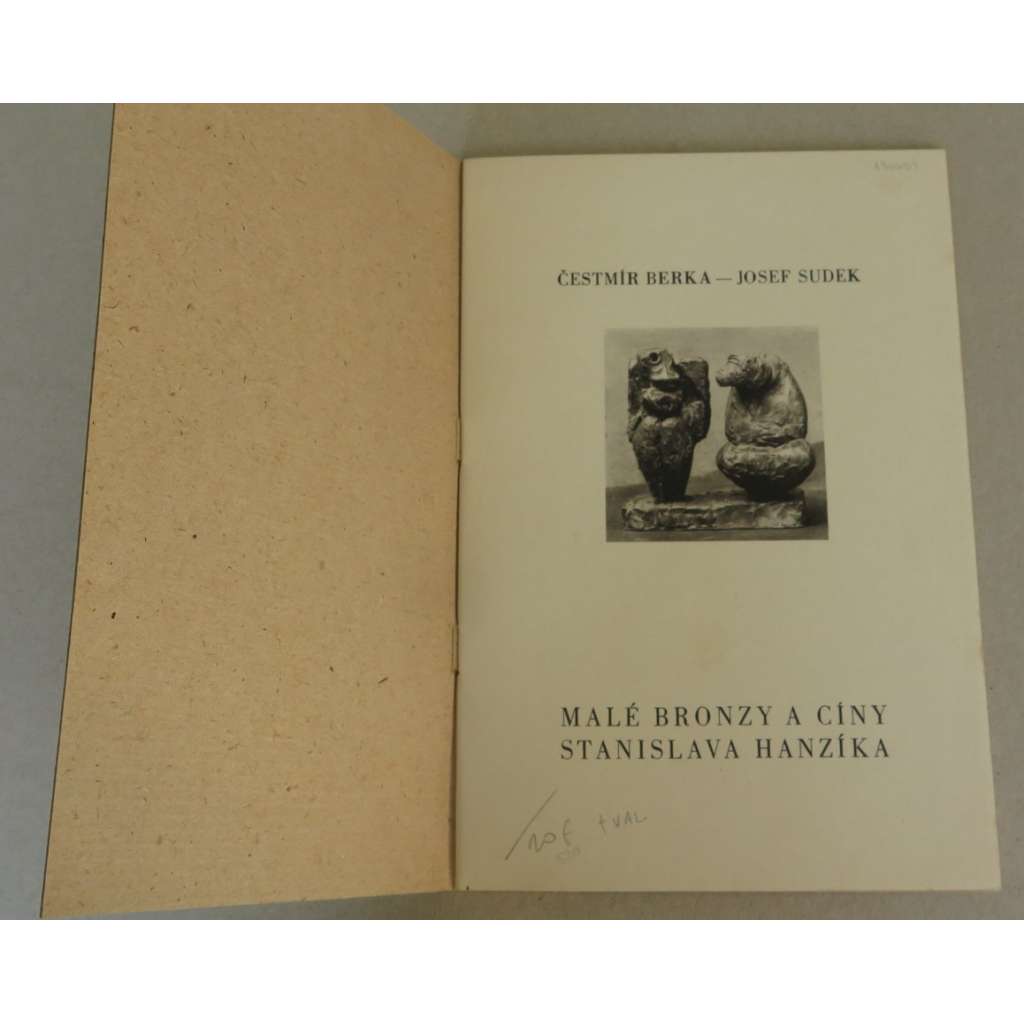 ČESTMÍR BERKA — JOSEF SUDEK
MALÉ BRONZY A CÍNY
STANISLAVA HANZÍKA